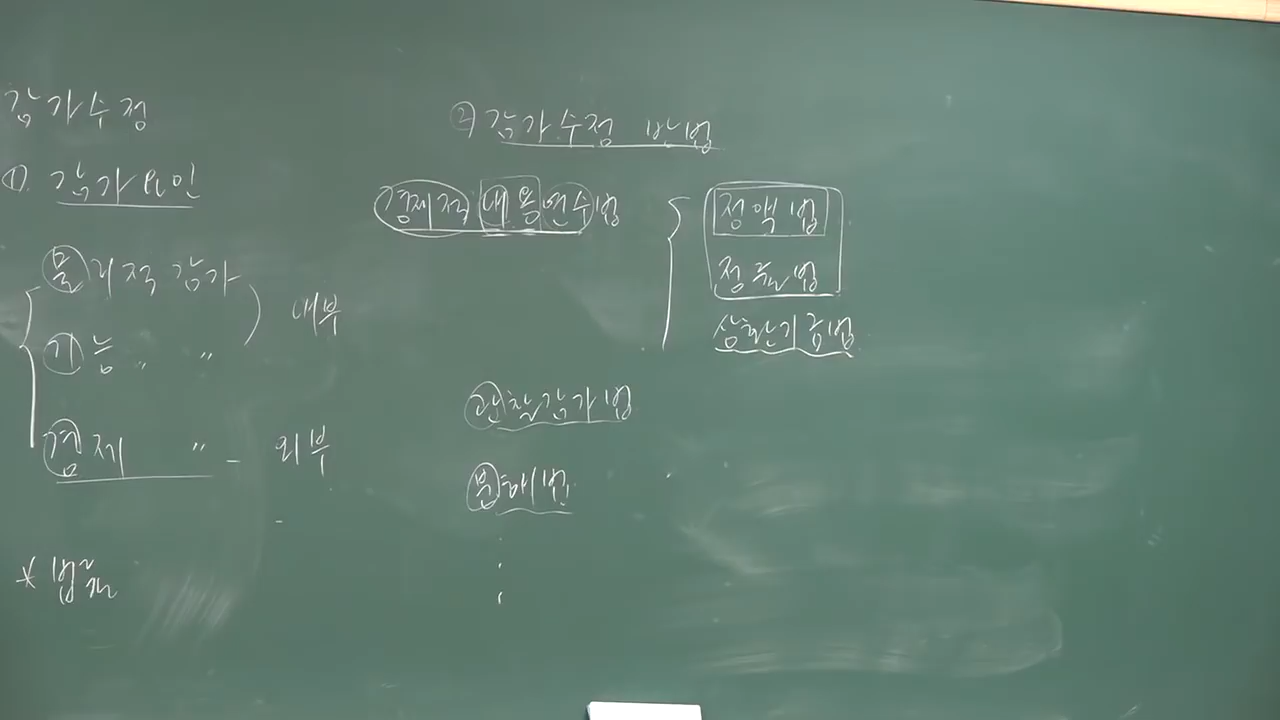 감가수정
① 감가요인
물리적 감가
기능 〃 〃
내부
경제 〃 - 외부
* 법률
② 감가수정 방법
경제적 내용연수법
정액법
정률법
상환기금법
관찰감가법
분해법